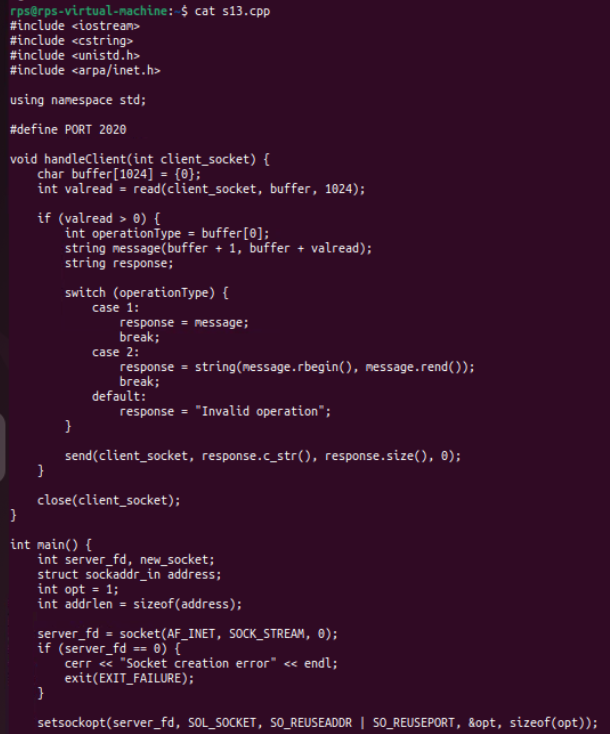 rps@rps-virtual-machine:~$ cat s13.cpp
#include <iostream>
#include <cstring>
#include <unistd.h>
#include <arpa/inet.h>

using namespace std;

#define PORT 2020

void handleClient(int client_socket) {
    char buffer[1024] = {0};
    int valread = read(client_socket, buffer, 1024);

    if (valread > 0) {
        int operationType = buffer[0];
        string message(buffer + 1, buffer + valread);
        string response;

        switch (operationType) {
            case 1:
                response = message;
                break;
            case 2:
                response = string(message.rbegin(), message.rend());
                break;
            default:
                response = "Invalid operation";
        }

        send(client_socket, response.c_str(), response.size(), 0);
    }

    close(client_socket);
}

int main() {
    int server_fd, new_socket;
    struct sockaddr_in address;
    int opt = 1;
    int addrlen = sizeof(address);

    server_fd = socket(AF_INET, SOCK_STREAM, 0);
    if (server_fd == 0) {
        cerr << "Socket creation error" << endl;
        exit(EXIT_FAILURE);
    }

    setsockopt(server_fd, SOL_SOCKET, SO_REUSEADDR | SO_REUSEPORT, &opt, sizeof(opt));